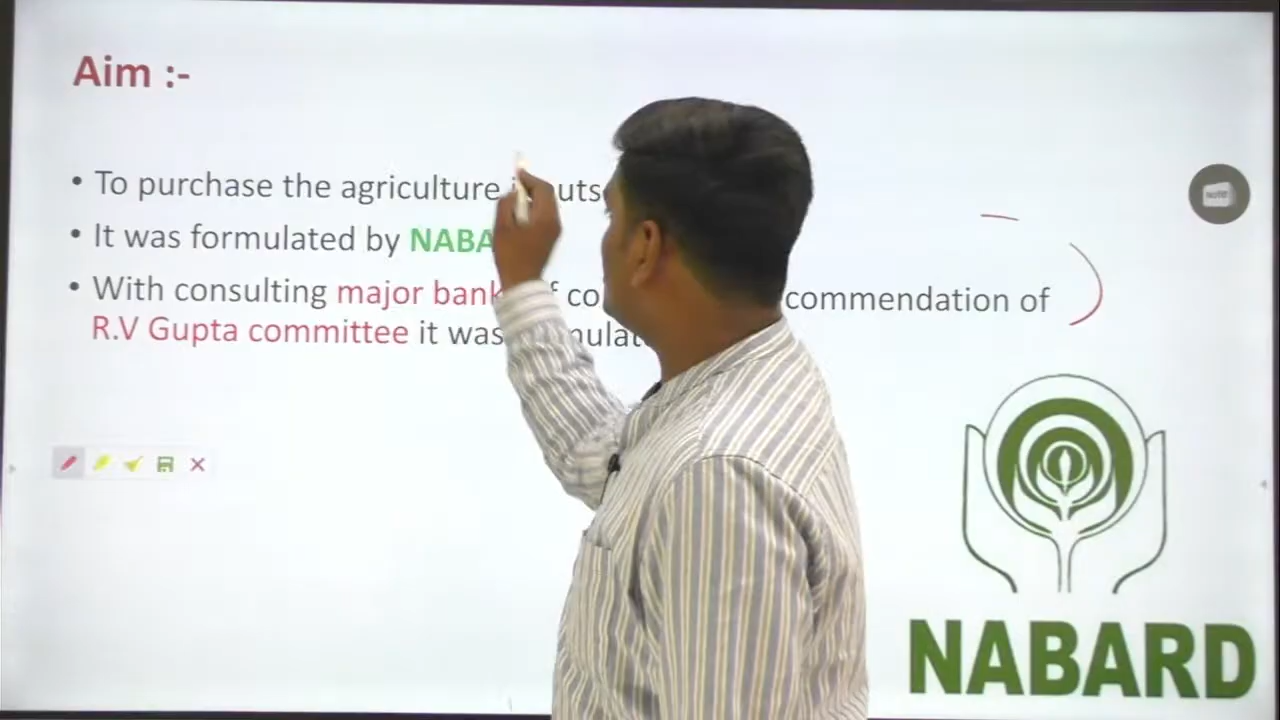 Aim :-
• To purchase the agriculture
• It was formulated by
• With consulting major commendation of
R.V Gupta committee it was
NOTE
NABARD